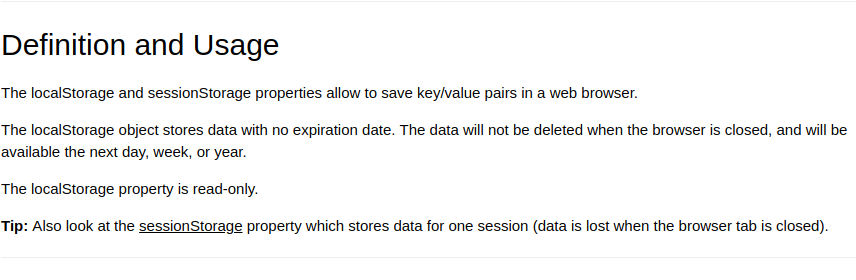 Definition and Usage
The localStorage and sessionStorage properties allow to save key/value pairs in a web browser.
The localStorage object stores data with no expiration date. The data will not be deleted when the browser is closed, and will be
available the next day, week, or year.
The localStorage property is read-only.
Tip: Also look at the sessionStorage property which stores data for one session (data is lost when the browser tab is closed).